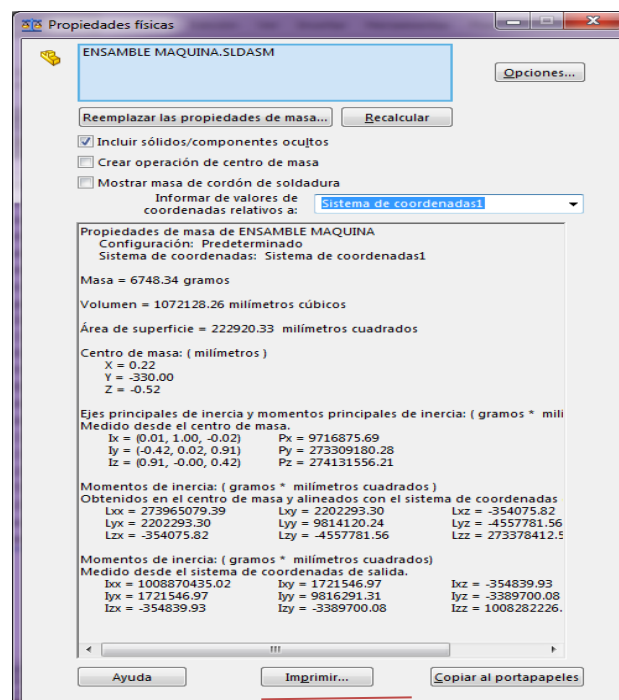 Propiedades físicas
ENSAMBLE MAQUINA.SLDASM
Opciones...
Reemplazar las propiedades de masa...
Recalcular
Incluir sólidos/componentes ocultos
Crear operación de centro de masa
Mostrar masa de cordón de soldadura
Informar de valores de coordenadas relativos a:
Sistema de coordenadas1
Propiedades de masa de ENSAMBLE MAQUINA
Configuración: Predeterminado
Sistema de coordenadas: Sistema de coordenadas1
Masa = 6748.34 gramos
Volumen = 1072128.26 milímetros cúbicos
Área de superficie = 222920.33 milímetros cuadrados
Centro de masa: ( milímetros )
X = 0.22
Y = -330.00
Z = -0.52
Ejes principales de inercia y momentos principales de inercia: ( gramos * mili
Medido desde el centro de masa.
Ix = (0.01, 1.00, -0.02) Px = 9716875.69
Iy = (-0.42, 0.02, 0.91) Py = 273309180.28
Iz = (0.91, -0.00, 0.42) Pz = 274131556.21
Momentos de inercia: ( gramos * milímetros cuadrados )
Obtenidos en el centro de masa y alineados con el sistema de coordenadas
Lxx = 273965079.39 Lxy = 2202293.30 Lxz = -354075.82
Lyx = 2202293.30 Lyy = 9814120.24 Lyz = -4557781.56
Lzx = -354075.82 Lzy = -4557781.56 Lzz = 273378412.5
Momentos de inercia: ( gramos * milímetros cuadrados)
Medido desde el sistema de coordenadas de salida.
Ixx = 1008870435.02 Ixy = 1721546.97 Ixz = -354839.93
Iyx = 1721546.97 Iyy = 9816291.31 Iyz = -3389700.08
Izx = -354839.93 Izy = -3389700.08 Izz = 1008282226.
Ayuda
Imprimir...
Copiar al portapapeles